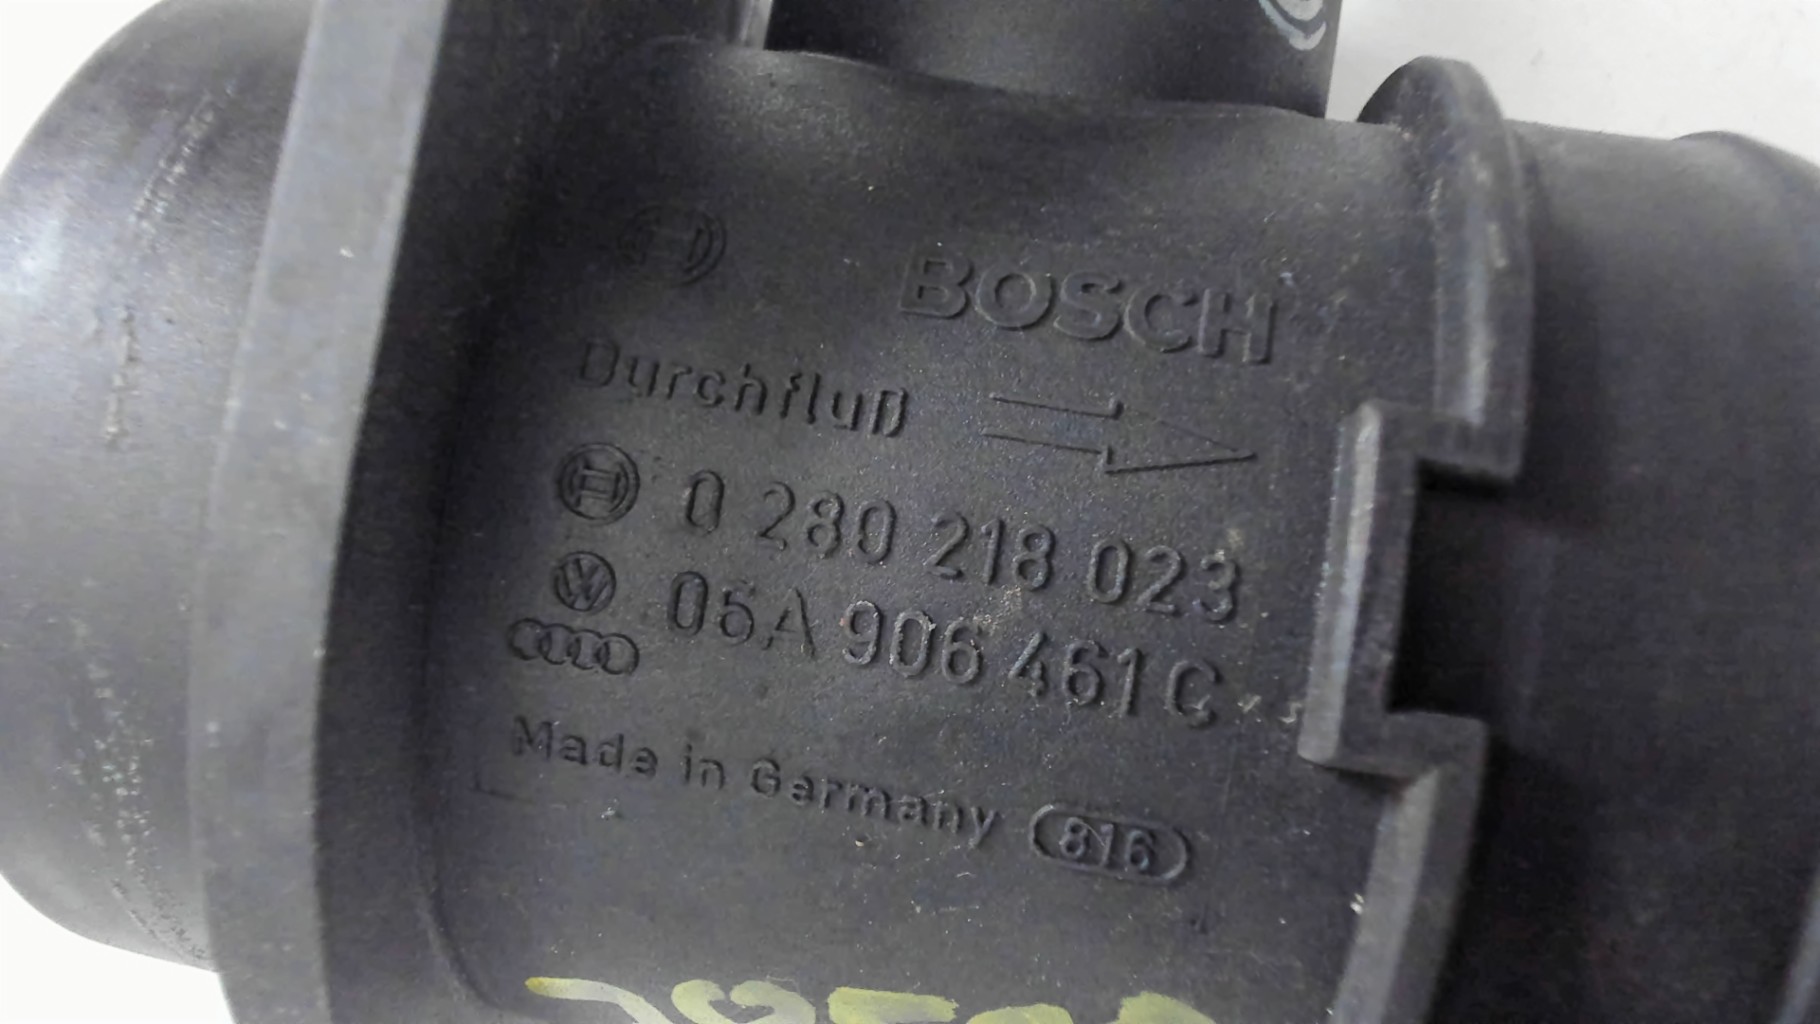 BOSCH
Durchfluß
0 280 218 023
06A 906 461 C
Made in Germany 816